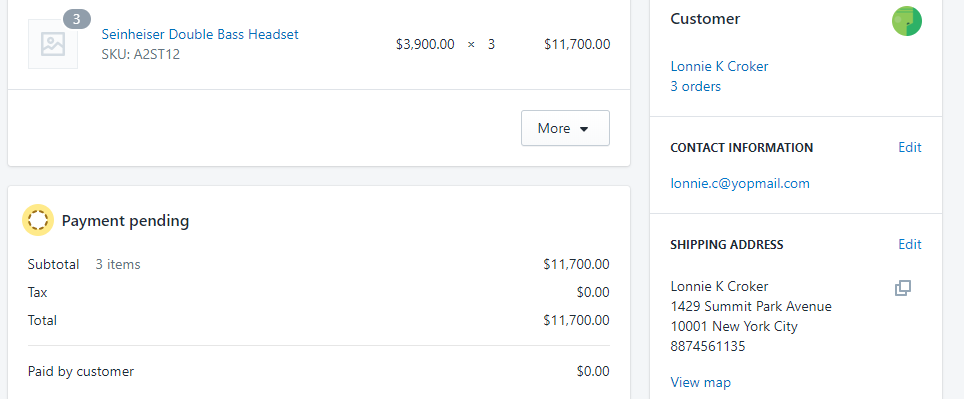 3
Seinheiser Double Bass Headset
SKU: A2ST12
$3,900.00 × 3 $11,700.00
More
Payment pending
Subtotal 3 items $11,700.00
Tax $0.00
Total $11,700.00
Paid by customer $0.00
Customer
Lonnie K Croker
3 orders
CONTACT INFORMATION Edit
lonnie.c@yopmail.com
SHIPPING ADDRESS Edit
Lonnie K Croker
1429 Summit Park Avenue
10001 New York City
8874561135
View map